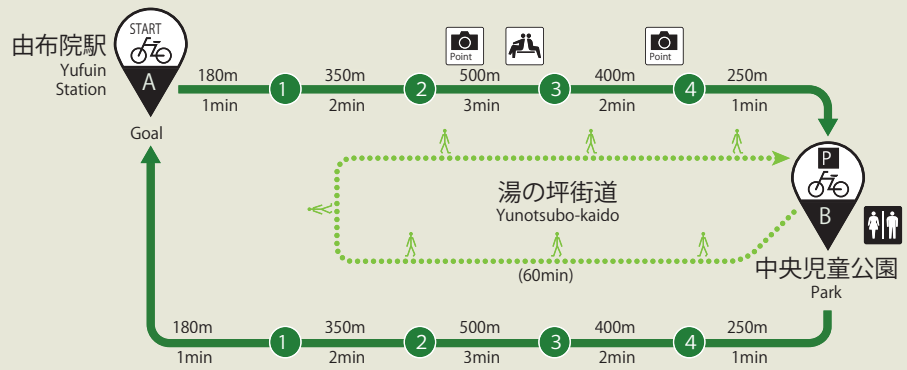 START
由布院駅
Yufuin
Station
A
Goal
180m 350m 500m 400m 250m
Point Point
1 2 3 4
1min 2min 3min 2min 1min
P
B
湯の坪街道
Yunotsubo-kaido
(60min)
中央児童公園
Park
180m 350m 500m 400m 250m
1 2 3 4
1min 2min 3min 2min 1min